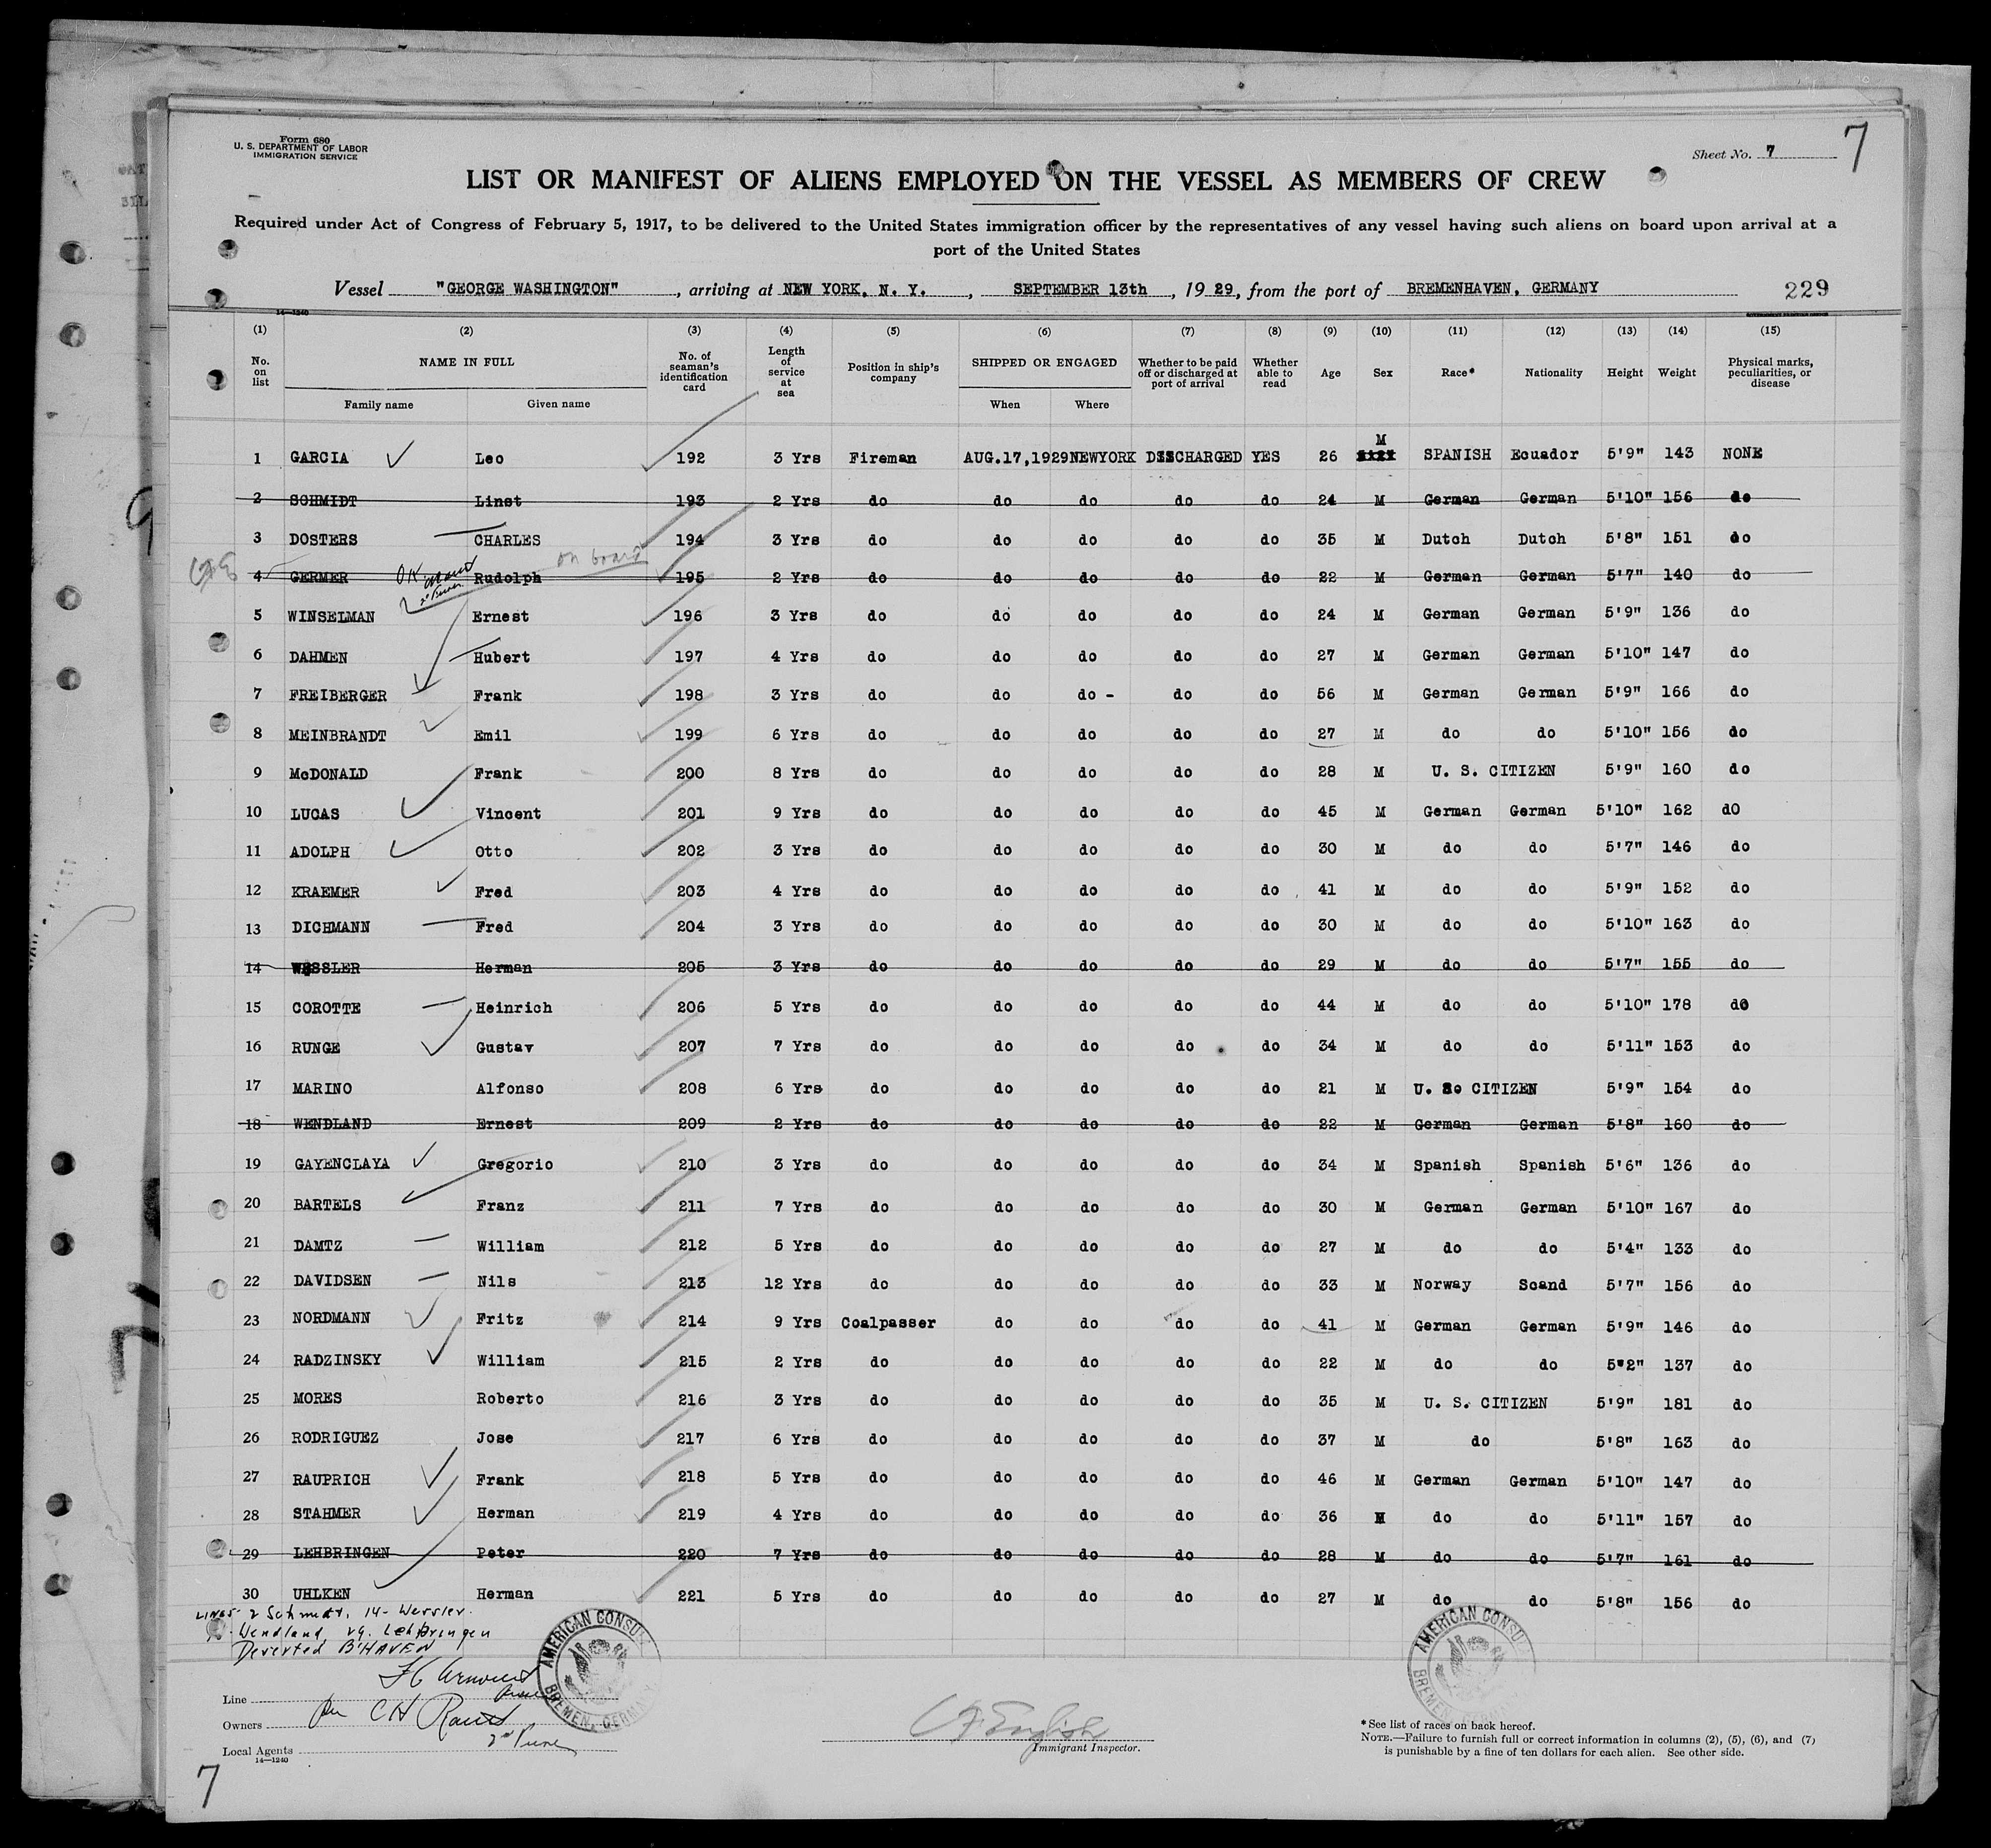 Form 680
U. S. DEPARTMENT OF LABOR
IMMIGRATION SERVICE
Sheet No. 7
7
LIST OR MANIFEST OF ALIENS EMPLOYED ON THE VESSEL AS MEMBERS OF CREW
Required under Act of Congress of February 5, 1917, to be delivered to the United States immigration officer by the representatives of any vessel having such aliens on board upon arrival at a
port of the United States
Vessel "GEORGE WASHINGTON", arriving at NEW YORK, N. Y., SEPTEMBER 13th, 1929, from the port of BREMENHAVEN, GERMANY 229
14—1240
(1) (2) (3) (4) (5) (6) (7) (8) (9) (10) (11) (12) (13) (14) (15)
No. on list NAME IN FULL Family name Given name No. of seaman's identification card Length of service at sea Position in ship's company SHIPPED OR ENGAGED When Where Whether to be paid off or discharged at port of arrival Whether able to read Age Sex Race* Nationality Height Weight Physical marks, peculiarities, or disease
1 GARCIA Leo 192 3 Yrs Fireman AUG.17,1929 NEWYORK DISCHARGED YES 26 M SPANISH Ecuador 5'9" 143 NONE
2 SCHMIDT Linst 193 2 Yrs do do do do do 24 M German German 5'10" 156 do
3 DOSTERS CHARLES 194 3 Yrs do do do do do 35 M Dutch Dutch 5'8" 151 do
on board
4 GERMER OK Rudolph 195 2 Yrs do do do do do 22 M German German 5'7" 140 do
5 WINSELMAN Ernest 196 3 Yrs do do do do do 24 M German German 5'9" 136 do
6 DAHMEN Hubert 197 4 Yrs do do do do do 27 M German German 5'10" 147 do
7 FREIBERGER Frank 198 3 Yrs do do do - do do 56 M German German 5'9" 166 do
8 MEINBRANDT Emil 199 6 Yrs do do do do do 27 M do do 5'10" 156 do
9 McDONALD Frank 200 8 Yrs do do do do do 28 M U. S. CITIZEN 5'9" 160 do
10 LUCAS Vincent 201 9 Yrs do do do do do 45 M German German 5'10" 162 dO
11 ADOLPH Otto 202 3 Yrs do do do do do 30 M do do 5'7" 146 do
12 KRAEMER Fred 203 4 Yrs do do do do do 41 M do do 5'9" 152 do
13 DICHMANN Fred 204 3 Yrs do do do do do 30 M do do 5'10" 163 do
14 WESSLER Herman 205 3 Yrs do do do do do 29 M do do 5'7" 155 do
15 COROTTE Heinrich 206 5 Yrs do do do do do 44 M do do 5'10" 178 do
16 RUNGE Gustav 207 7 Yrs do do do do do 34 M do do 5'11" 153 do
17 MARINO Alfonso 208 6 Yrs do do do do do 21 M U. S. CITIZEN 5'9" 154 do
18 WENDLAND Ernest 209 2 Yrs do do do do do 22 M German German 5'8" 160 do
19 GAYENCLAYA Gregorio 210 3 Yrs do do do do do 34 M Spanish Spanish 5'6" 136 do
20 BARTELS Franz 211 7 Yrs do do do do do 30 M German German 5'10" 167 do
21 DAMTZ William 212 5 Yrs do do do do do 27 M do do 5'4" 133 do
22 DAVIDSEN Nils 213 12 Yrs do do do do do 33 M Norway Scand 5'7" 156 do
23 NORDMANN Fritz 214 9 Yrs Coalpasser do do do do 41 M German German 5'9" 146 do
24 RADZINSKY William 215 2 Yrs do do do do do 22 M do do 5'2" 137 do
25 MORES Roberto 216 3 Yrs do do do do do 35 M U. S. CITIZEN 5'9" 181 do
26 RODRIGUEZ Jose 217 6 Yrs do do do do do 37 M do 5'8" 163 do
27 RAUPRICH Frank 218 5 Yrs do do do do do 46 M German German 5'10" 147 do
28 STAHMER Herman 219 4 Yrs do do do do do 36 M do do 5'11" 157 do
29 LEHBRINGEN Peter 220 7 Yrs do do do do do 28 M do do 5'7" 161 do
30 UHLKEN Herman 221 5 Yrs do do do do do 27 M do do 5'8" 156 do
LINES- 2 Schmidt, 14- Wessler.
Wendland 29. Lehbringen
Deserted B'HAVEN
AMERICAN CONSUL BREMEN, GERMANY
AMERICAN CONSUL BREMEN
Line
Owners per CH
Local Agents
14—1240
CF English
Immigrant Inspector.
*See list of races on back hereof.
NOTE.—Failure to furnish full or correct information in columns (2), (5), (6), and (7)
is punishable by a fine of ten dollars for each alien. See other side.
7